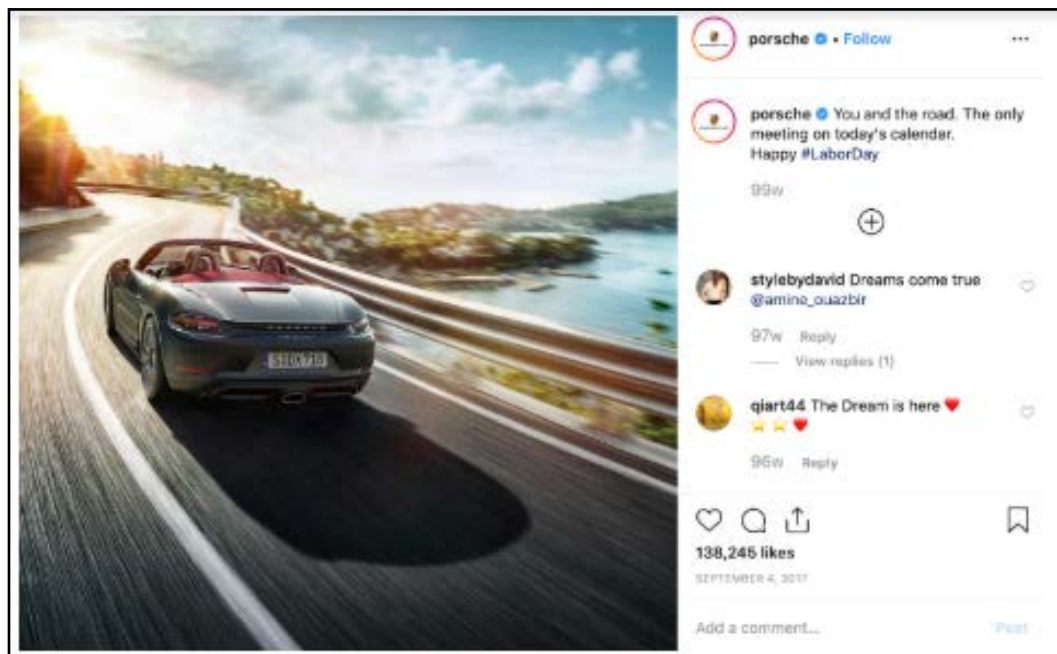 porsche • Follow
porsche You and the road. The only
meeting on today's calendar.
Happy #LaborDay
99w
stylebydavid Dreams come true
@amine_ouazbir
97w Reply
View replies (1)
qiart44 The Dream is here ❤️
⭐ ⭐ ❤️
96w Reply
138,245 likes
SEPTEMBER 4, 2017
Add a comment... Post
PORSCHE